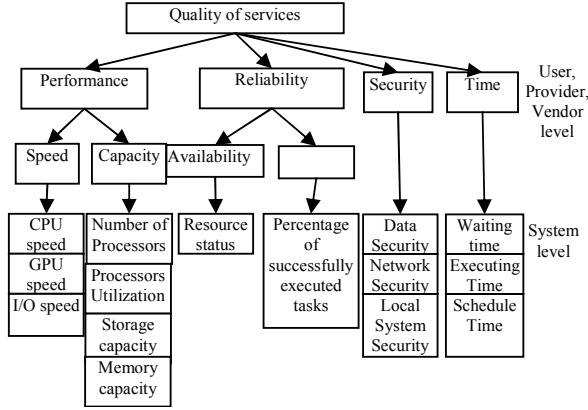 Quality of services
Performance
Reliability
Security
Time
User,
Provider,
Vendor
level
Speed
Capacity
Availability
CPU
speed
GPU
speed
I/O speed
Number of
Processors
Processors
Utilization
Storage
capacity
Memory
capacity
Resource
status
Percentage
of
successfully
executed
tasks
Data
Security
Network
Security
Local
System
Security
Waiting
time
Executing
Time
Schedule
Time
System
level